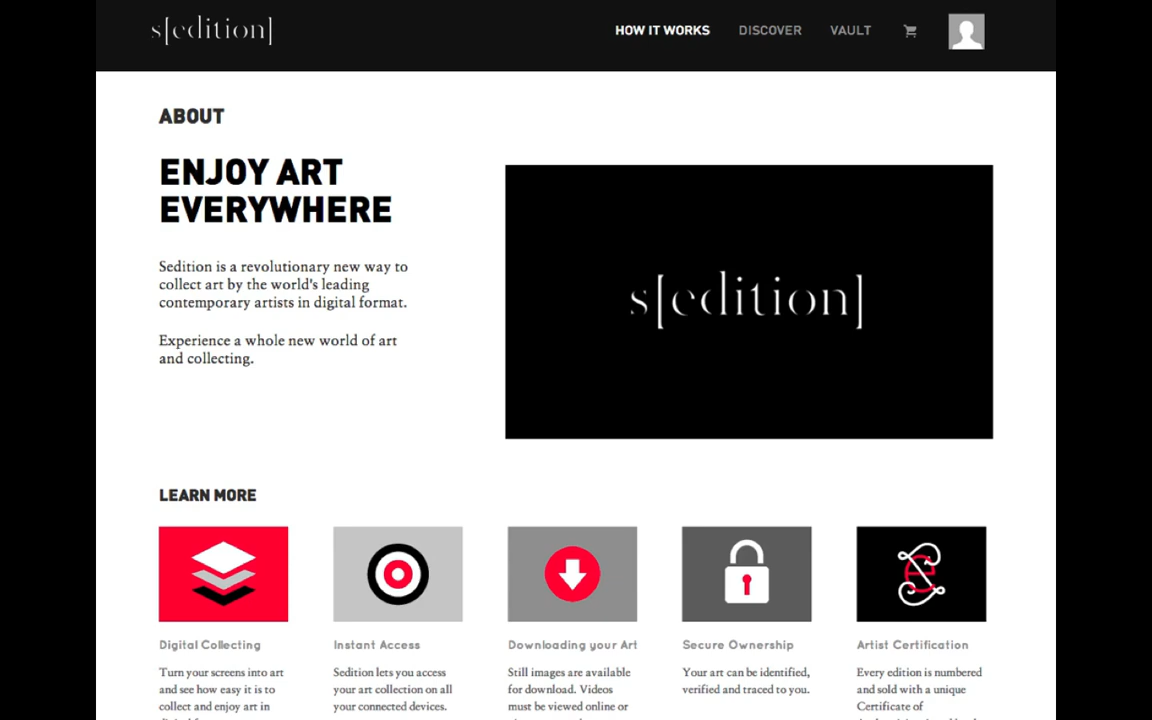 s[edition]
HOW IT WORKS
DISCOVER
VAULT
ABOUT
ENJOY ART
EVERYWHERE
Sedition is a revolutionary new way to
collect art by the world's leading
contemporary artists in digital format.
Experience a whole new world of art
and collecting.
s[edition]
LEARN MORE
Digital Collecting
Turn your screens into art
and see how easy it is to
collect and enjoy art in
Instant Access
Sedition lets you access
your art collection on all
your connected devices.
Downloading your Art
Still images are available
for download. Videos
must be viewed online or
Secure Ownership
Your art can be identified,
verified and traced to you.
Artist Certification
Every edition is numbered
and sold with a unique
Certificate of